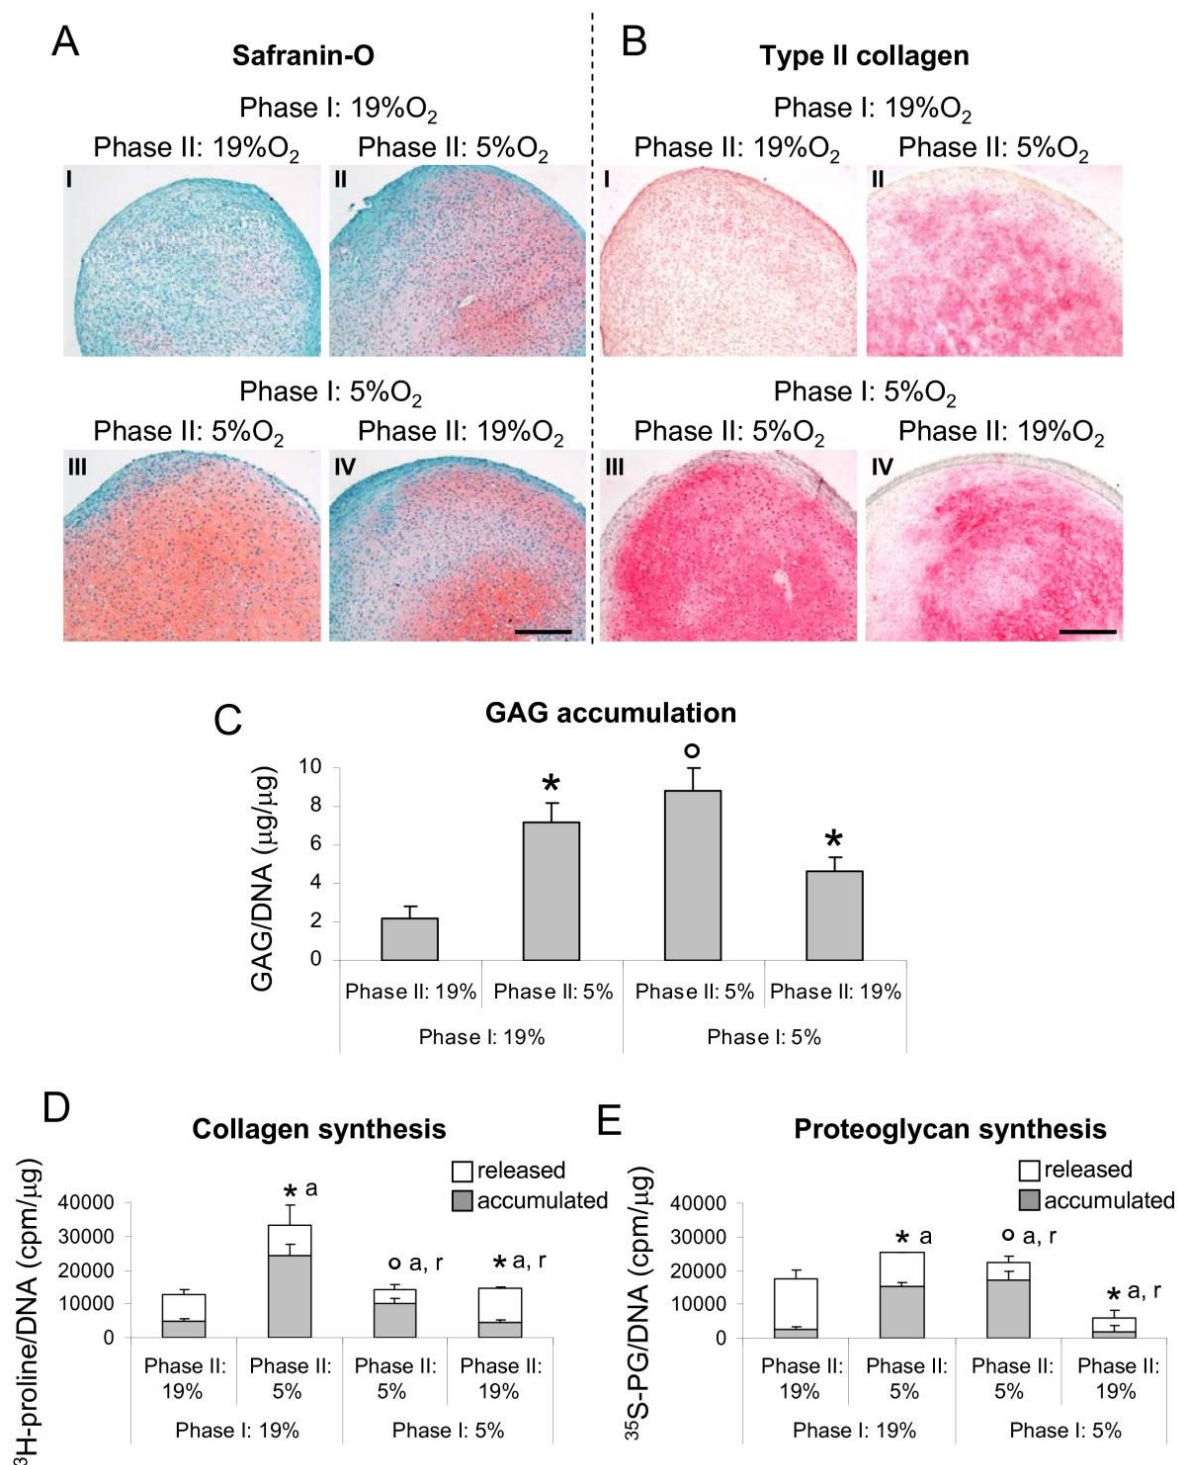 A
Safranin-O
Phase I: 19%O₂
Phase II: 19%O₂ Phase II: 5%O₂
I II
Phase I: 5%O₂
Phase II: 5%O₂ Phase II: 19%O₂
III IV
B
Type II collagen
Phase I: 19%O₂
Phase II: 19%O₂ Phase II: 5%O₂
I II
Phase I: 5%O₂
Phase II: 5%O₂ Phase II: 19%O₂
III IV
C
GAG accumulation
GAG/DNA (µg/µg)
10
8
6
4
2
0
* ° *
Phase II: 19% Phase II: 5% Phase II: 5% Phase II: 19%
Phase I: 19% Phase I: 5%
D
Collagen synthesis
released
accumulated
³H-proline/DNA (cpm/µg)
40000
30000
20000
10000
0
* a
° a, r
* a, r
Phase II: Phase II: Phase II: Phase II:
19% 5% 5% 19%
Phase I: 19% Phase I: 5%
E
Proteoglycan synthesis
released
accumulated
³⁵S-PG/DNA (cpm/µg)
40000
30000
20000
10000
0
* a
° a, r
* a, r
Phase II: Phase II: Phase II: Phase II:
19% 5% 5% 19%
Phase I: 19% Phase I: 5%